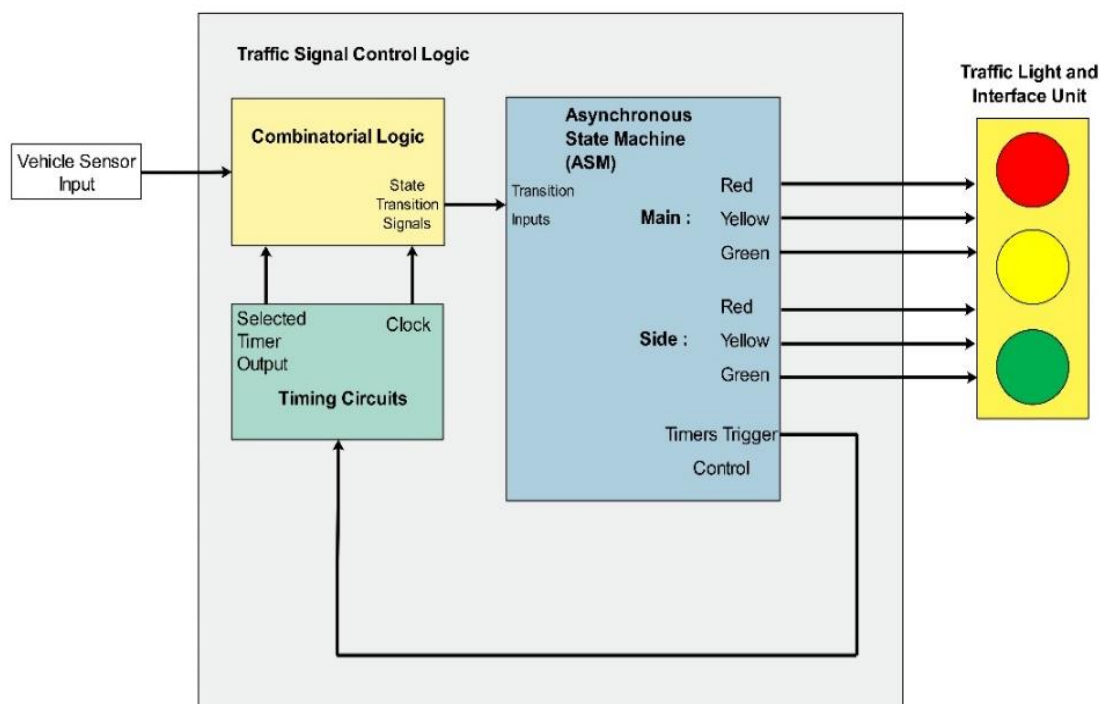 Traffic Signal Control Logic
Traffic Light and
Interface Unit
Vehicle Sensor
Input
Combinatorial Logic
State
Transition
Signals
Selected
Timer
Output
Clock
Timing Circuits
Asynchronous
State Machine
(ASM)
Transition
Inputs
Red
Main : Yellow
Green
Red
Side : Yellow
Green
Timers Trigger
Control